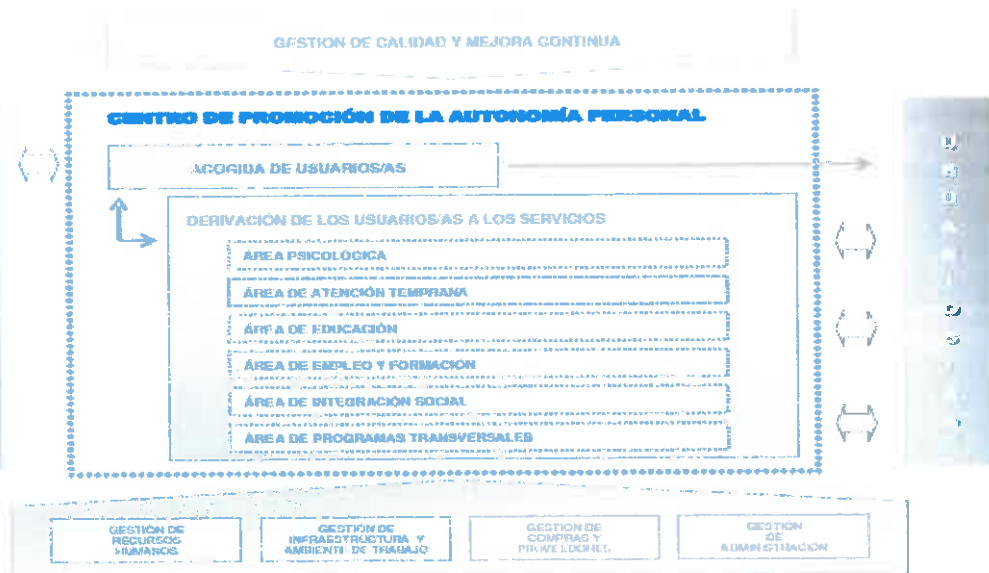 GESTIÓN DE CALIDAD Y MEJORA CONTINUA
CENTRO DE PROMOCIÓN DE LA AUTONOMÍA PERSONAL
ACOGIDA DE USUARIOS/AS
DERIVACIÓN DE LOS USUARIOS/AS A LOS SERVICIOS
ÁREA PSICOLÓGICA
ÁREA DE ATENCIÓN TEMPRANA
ÁREA DE EDUCACIÓN
ÁREA DE EMPLEO Y FORMACIÓN
ÁREA DE INTEGRACIÓN SOCIAL
ÁREA DE PROGRAMAS TRANSVERSALES
GESTIÓN DE
RECURSOS
HUMANOS
GESTIÓN DE
INFRAESTRUCTURA Y
AMBIENTE DE TRABAJO
GESTIÓN DE
COMPRAS Y
PROVEEDORES
GESTIÓN
DE
ADMINISTRACIÓN